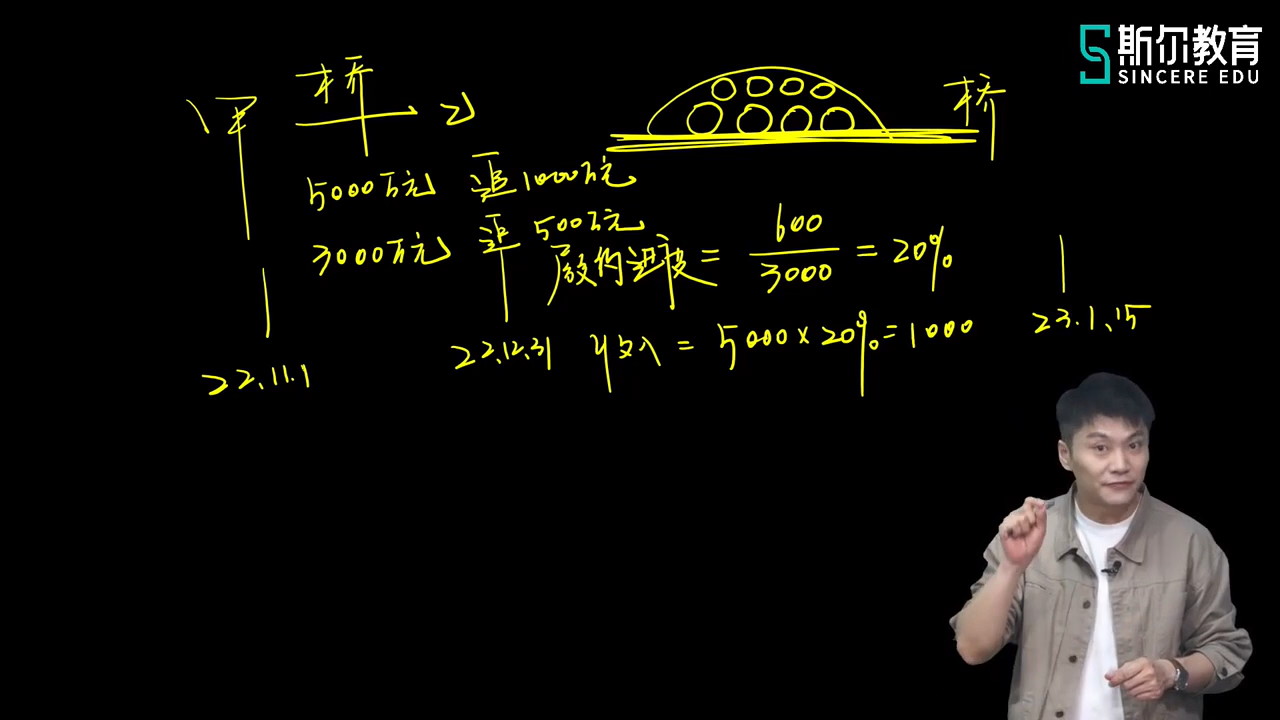 斯尔教育
SINCERE EDU
甲 桥 乙
桥
5000万元 追1000万元
3000万元 追500万元
履约进度 = 600/3000 = 20%
22.11.1
22.12.31 收入 = 5000×20%=1000
23.1.15